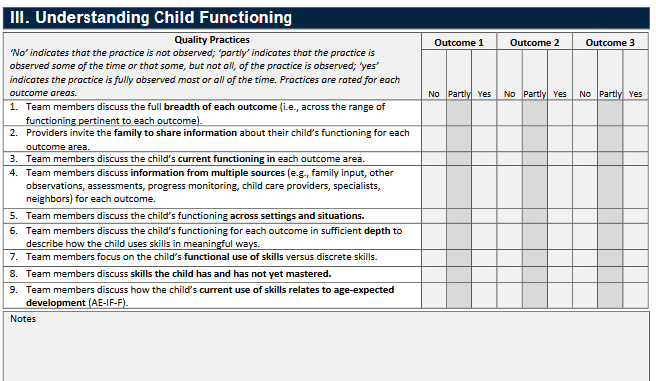 III. Understanding Child Functioning
Quality Practices
‘No’ indicates that the practice is not observed; ‘partly’ indicates that the practice is
observed some of the time or that some, but not all, of the practice is observed; ‘yes’
indicates the practice is fully observed most or all of the time. Practices are rated for each
outcome areas.
Outcome 1 Outcome 2 Outcome 3
No Partly Yes No Partly Yes No Partly Yes
1. Team members discuss the full breadth of each outcome (i.e., across the range of
functioning pertinent to each outcome).
2. Providers invite the family to share information about their child’s functioning for each
outcome area.
3. Team members discuss the child’s current functioning in each outcome area.
4. Team members discuss information from multiple sources (e.g., family input, other
observations, assessments, progress monitoring, child care providers, specialists,
neighbors) for each outcome.
5. Team members discuss the child’s functioning across settings and situations.
6. Team members discuss the child’s functioning for each outcome in sufficient depth to
describe how the child uses skills in meaningful ways.
7. Team members focus on the child’s functional use of skills versus discrete skills.
8. Team members discuss skills the child has and has not yet mastered.
9. Team members discuss how the child’s current use of skills relates to age-expected
development (AE-IF-F).
Notes